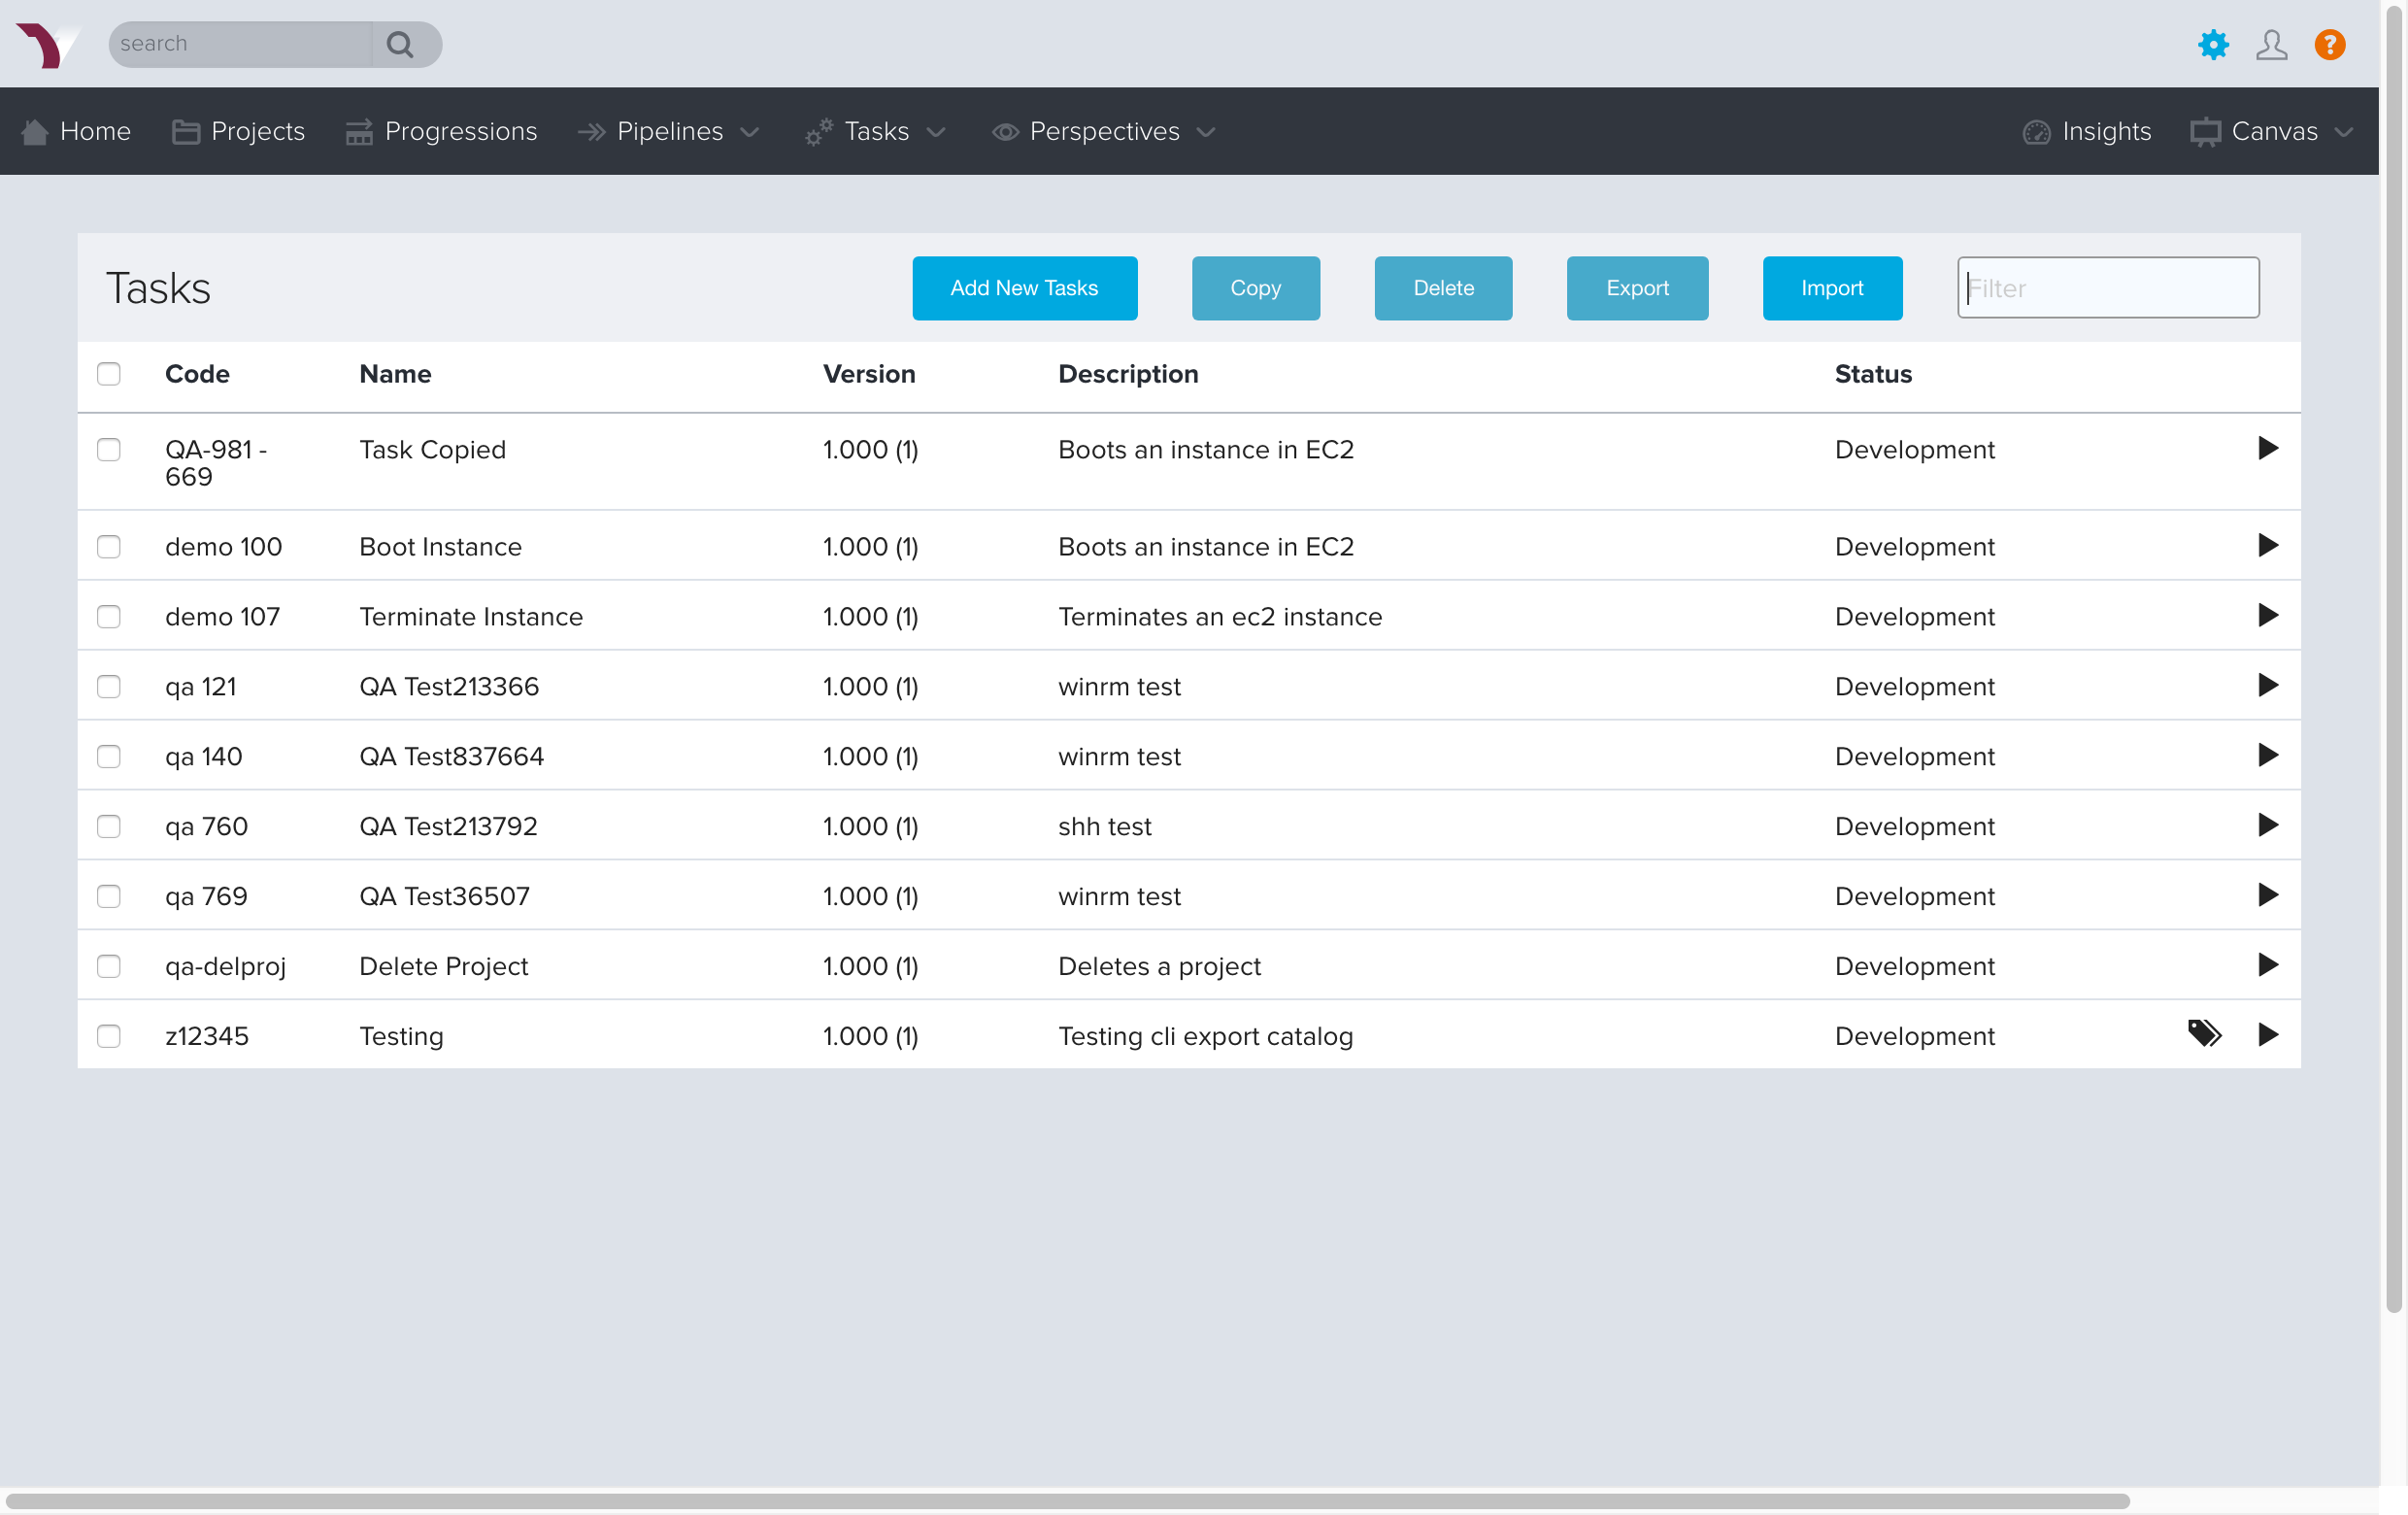 search
?
Home Projects Progressions Pipelines Tasks Perspectives Insights Canvas
Tasks Add New Tasks Copy Delete Export Import Filter
Code Name Version Description Status
QA-981 - Task Copied 1.000 (1) Boots an instance in EC2 Development
669
demo 100 Boot Instance 1.000 (1) Boots an instance in EC2 Development
demo 107 Terminate Instance 1.000 (1) Terminates an ec2 instance Development
qa 121 QA Test213366 1.000 (1) winrm test Development
qa 140 QA Test837664 1.000 (1) winrm test Development
qa 760 QA Test213792 1.000 (1) shh test Development
qa 769 QA Test36507 1.000 (1) winrm test Development
qa-delproj Delete Project 1.000 (1) Deletes a project Development
z12345 Testing 1.000 (1) Testing cli export catalog Development